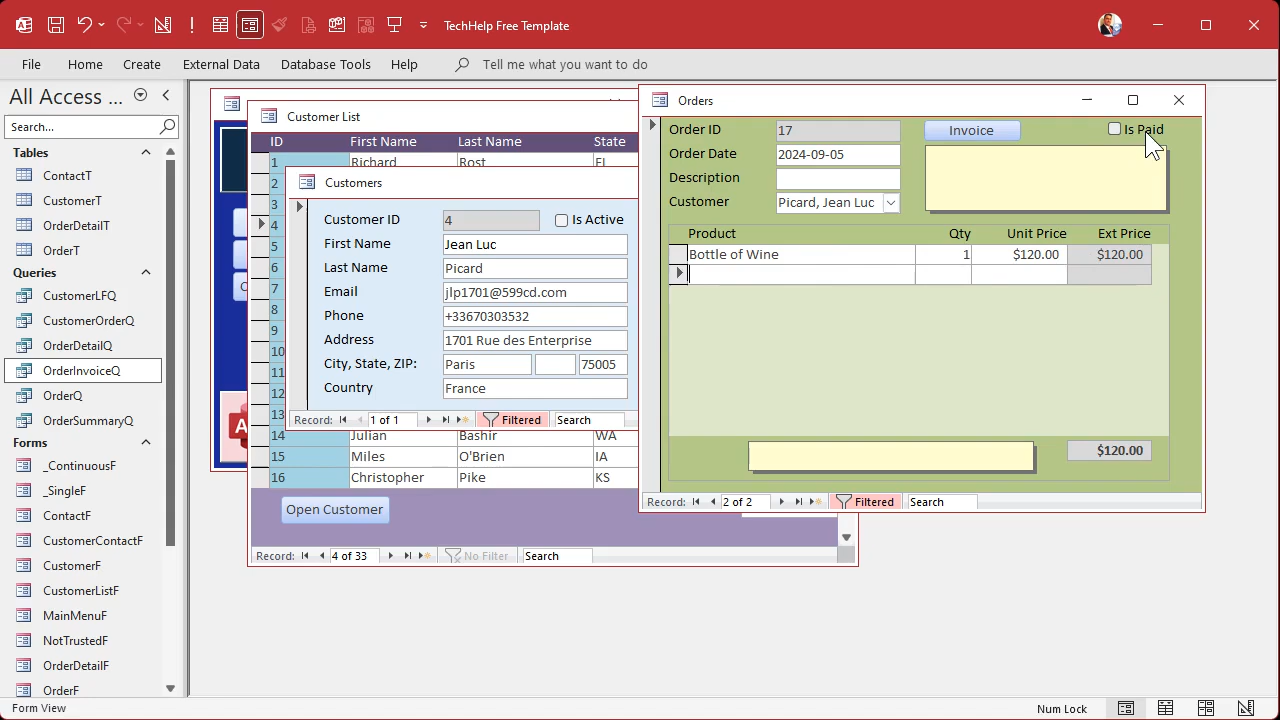 TechHelp Free Template
File Home Create External Data Database Tools Help Tell me what you want to do
All Access ...
Search...
Tables
ContactT
CustomerT
OrderDetailT
OrderT
Queries
CustomerLFQ
CustomerOrderQ
OrderDetailQ
OrderInvoiceQ
OrderQ
OrderSummaryQ
Forms
_ContinuousF
_SingleF
ContactF
CustomerContactF
CustomerF
CustomerListF
MainMenuF
NotTrustedF
OrderDetailF
OrderF
Customer List
ID First Name Last Name State
1 Richard Rost FL
2
3
4
5
6
7
8
9
10
11
12
13
14 Julian Bashir WA
15 Miles O'Brien IA
16 Christopher Pike KS
Open Customer
Record: 4 of 33 No Filter Search
Customers
Customer ID 4 Is Active
First Name Jean Luc
Last Name Picard
Email jlp1701@599cd.com
Phone +33670303532
Address 1701 Rue des Enterprise
City, State, ZIP: Paris 75005
Country France
Record: 1 of 1 Filtered Search
Orders
Order ID 17 Invoice Is Paid
Order Date 2024-09-05
Description
Customer Picard, Jean Luc
Product Qty Unit Price Ext Price
Bottle of Wine 1 $120.00 $120.00
$120.00
Record: 2 of 2 Filtered Search
Form View Num Lock